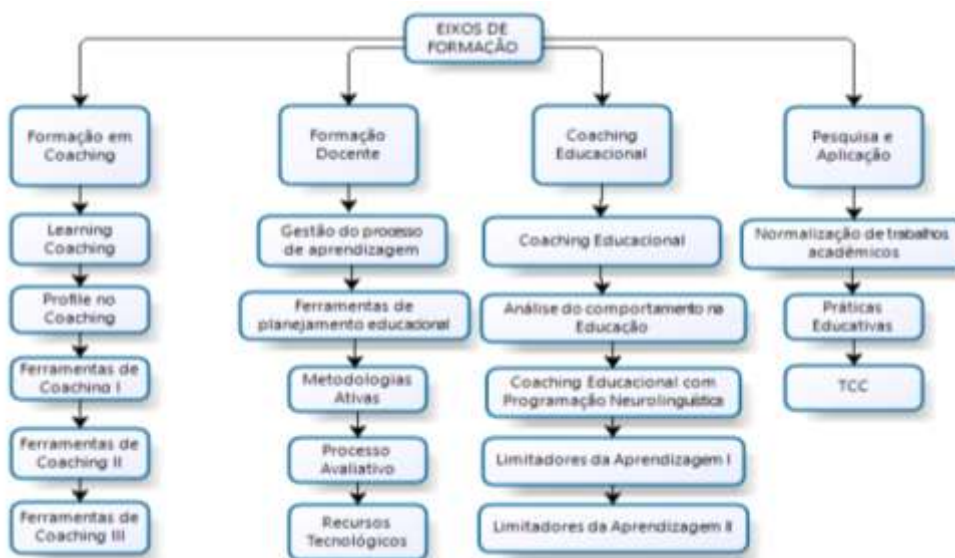 EIXOS DE
FORMAÇÃO
Formação em
Coaching
Learning
Coaching
Profile no
Coaching
Ferramentas de
Coaching I
Ferramentas de
Coaching II
Ferramentas de
Coaching III
Formação
Docente
Gestão do processo
de aprendizagem
Ferramentas de
planejamento educacional
Metodologias
Ativas
Processo
Avaliativo
Recursos
Tecnológicos
Coaching
Educacional
Coaching Educacional
Análise do comportamento na
Educação
Coaching Educacional com
Programação Neurolinguística
Limitadores da Aprendizagem I
Limitadores da Aprendizagem II
Pesquisa e
Aplicação
Normalização de trabalhos
acadêmicos
Práticas
Educativas
TCC